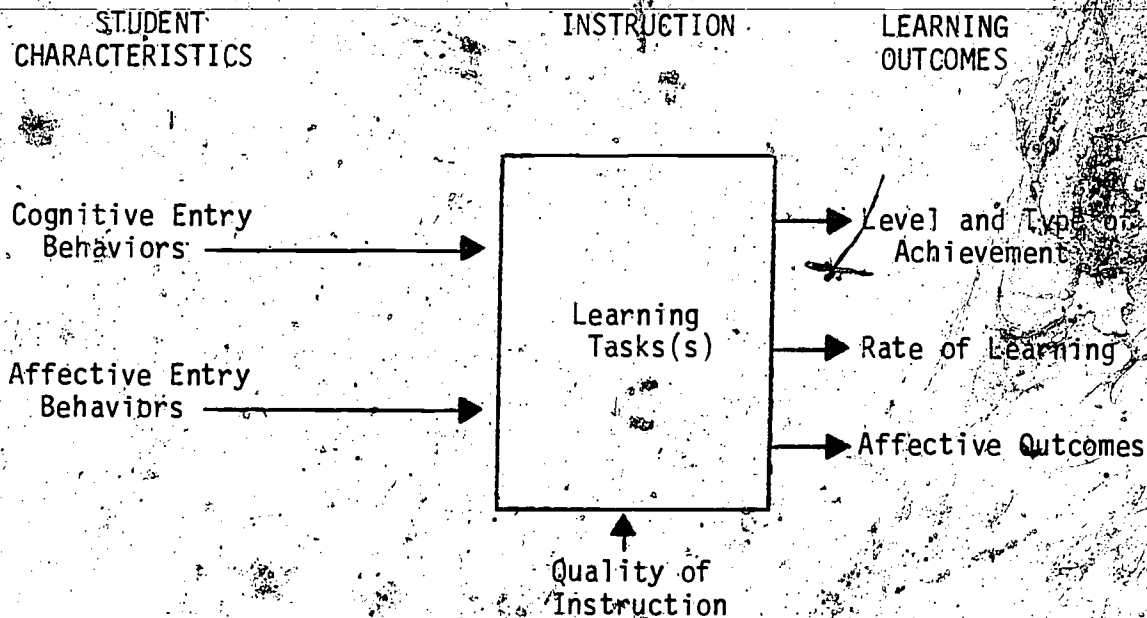 STUDENT
CHARACTERISTICS
INSTRUCTION
LEARNING
OUTCOMES
Cognitive Entry
Behaviors
Affective Entry
Behaviors
Learning
Tasks(s)
Level and Type of
Achievement
Rate of Learning
Affective Outcomes
Quality of
Instruction